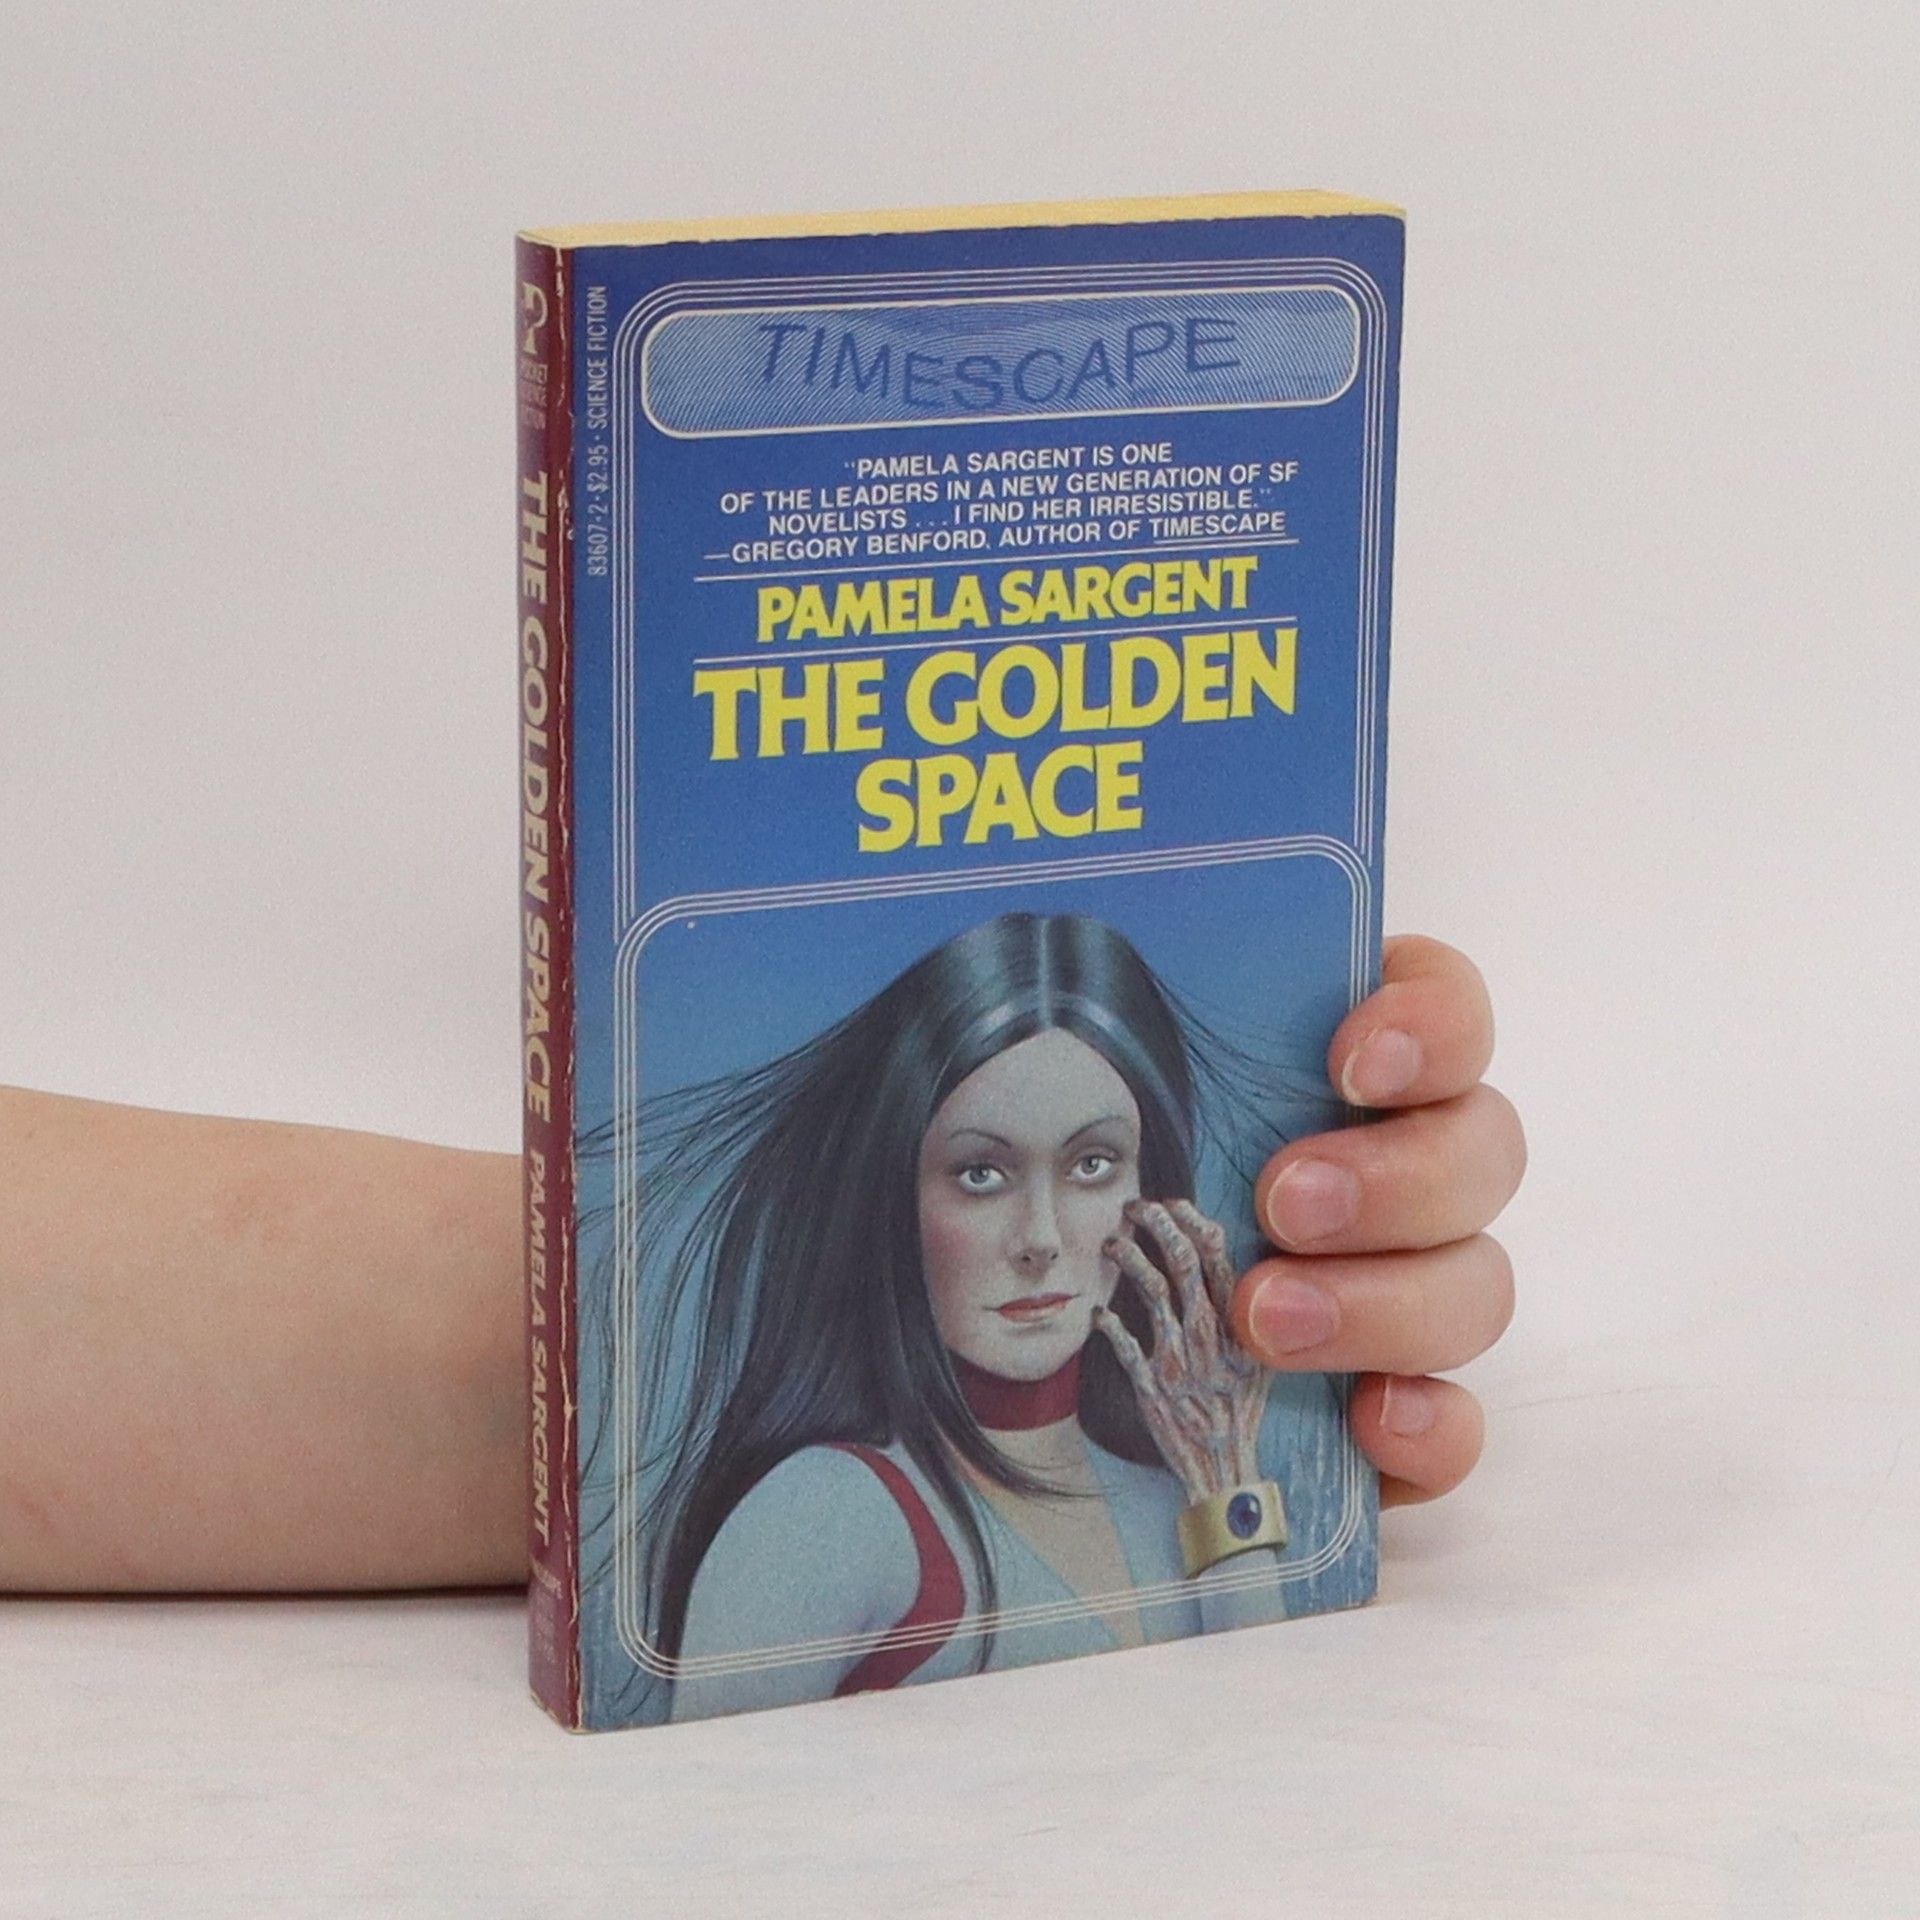 THE GOLDEN SPACE PAMELA SARGENT
83607-2 · $2.95 · SCIENCE FICTION
TIMESCAPE
"PAMELA SARGENT IS ONE
OF THE LEADERS IN A NEW GENERATION OF SF
NOVELISTS . . . I FIND HER IRRESISTIBLE."
—GREGORY BENFORD, AUTHOR OF TIMESCAPE
PAMELA SARGENT
THE GOLDEN
SPACE